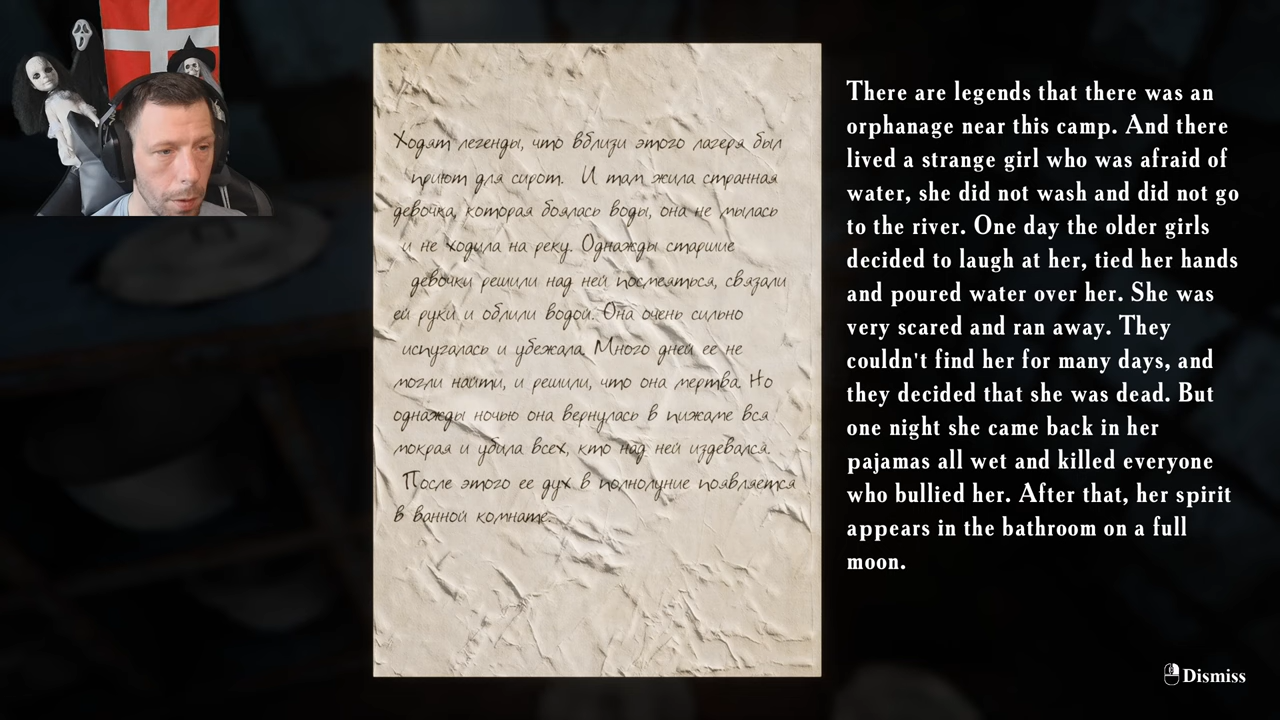 Ходят легенды, что вблизи этого лагеря был
приют для сирот. И там жила странная
девочка, которая боялась воды, она не мылась
и не ходила на реку. Однажды старшие
девочки решили над ней посмеяться, связали
ей руки и облили водой. Она очень сильно
испугалась и убежала. Много дней ее не
могли найти, и решили, что она мертва. Но
однажды ночью она вернулась в пижаме вся
мокрая и убила всех, кто над ней издевался.
После этого ее дух в полнолуние появляется
в ванной комнате.
There are legends that there was an
orphanage near this camp. And there
lived a strange girl who was afraid of
water, she did not wash and did not go
to the river. One day the older girls
decided to laugh at her, tied her hands
and poured water over her. She was
very scared and ran away. They
couldn't find her for many days, and
they decided that she was dead. But
one night she came back in her
pajamas all wet and killed everyone
who bullied her. After that, her spirit
appears in the bathroom on a full
moon.
Dismiss